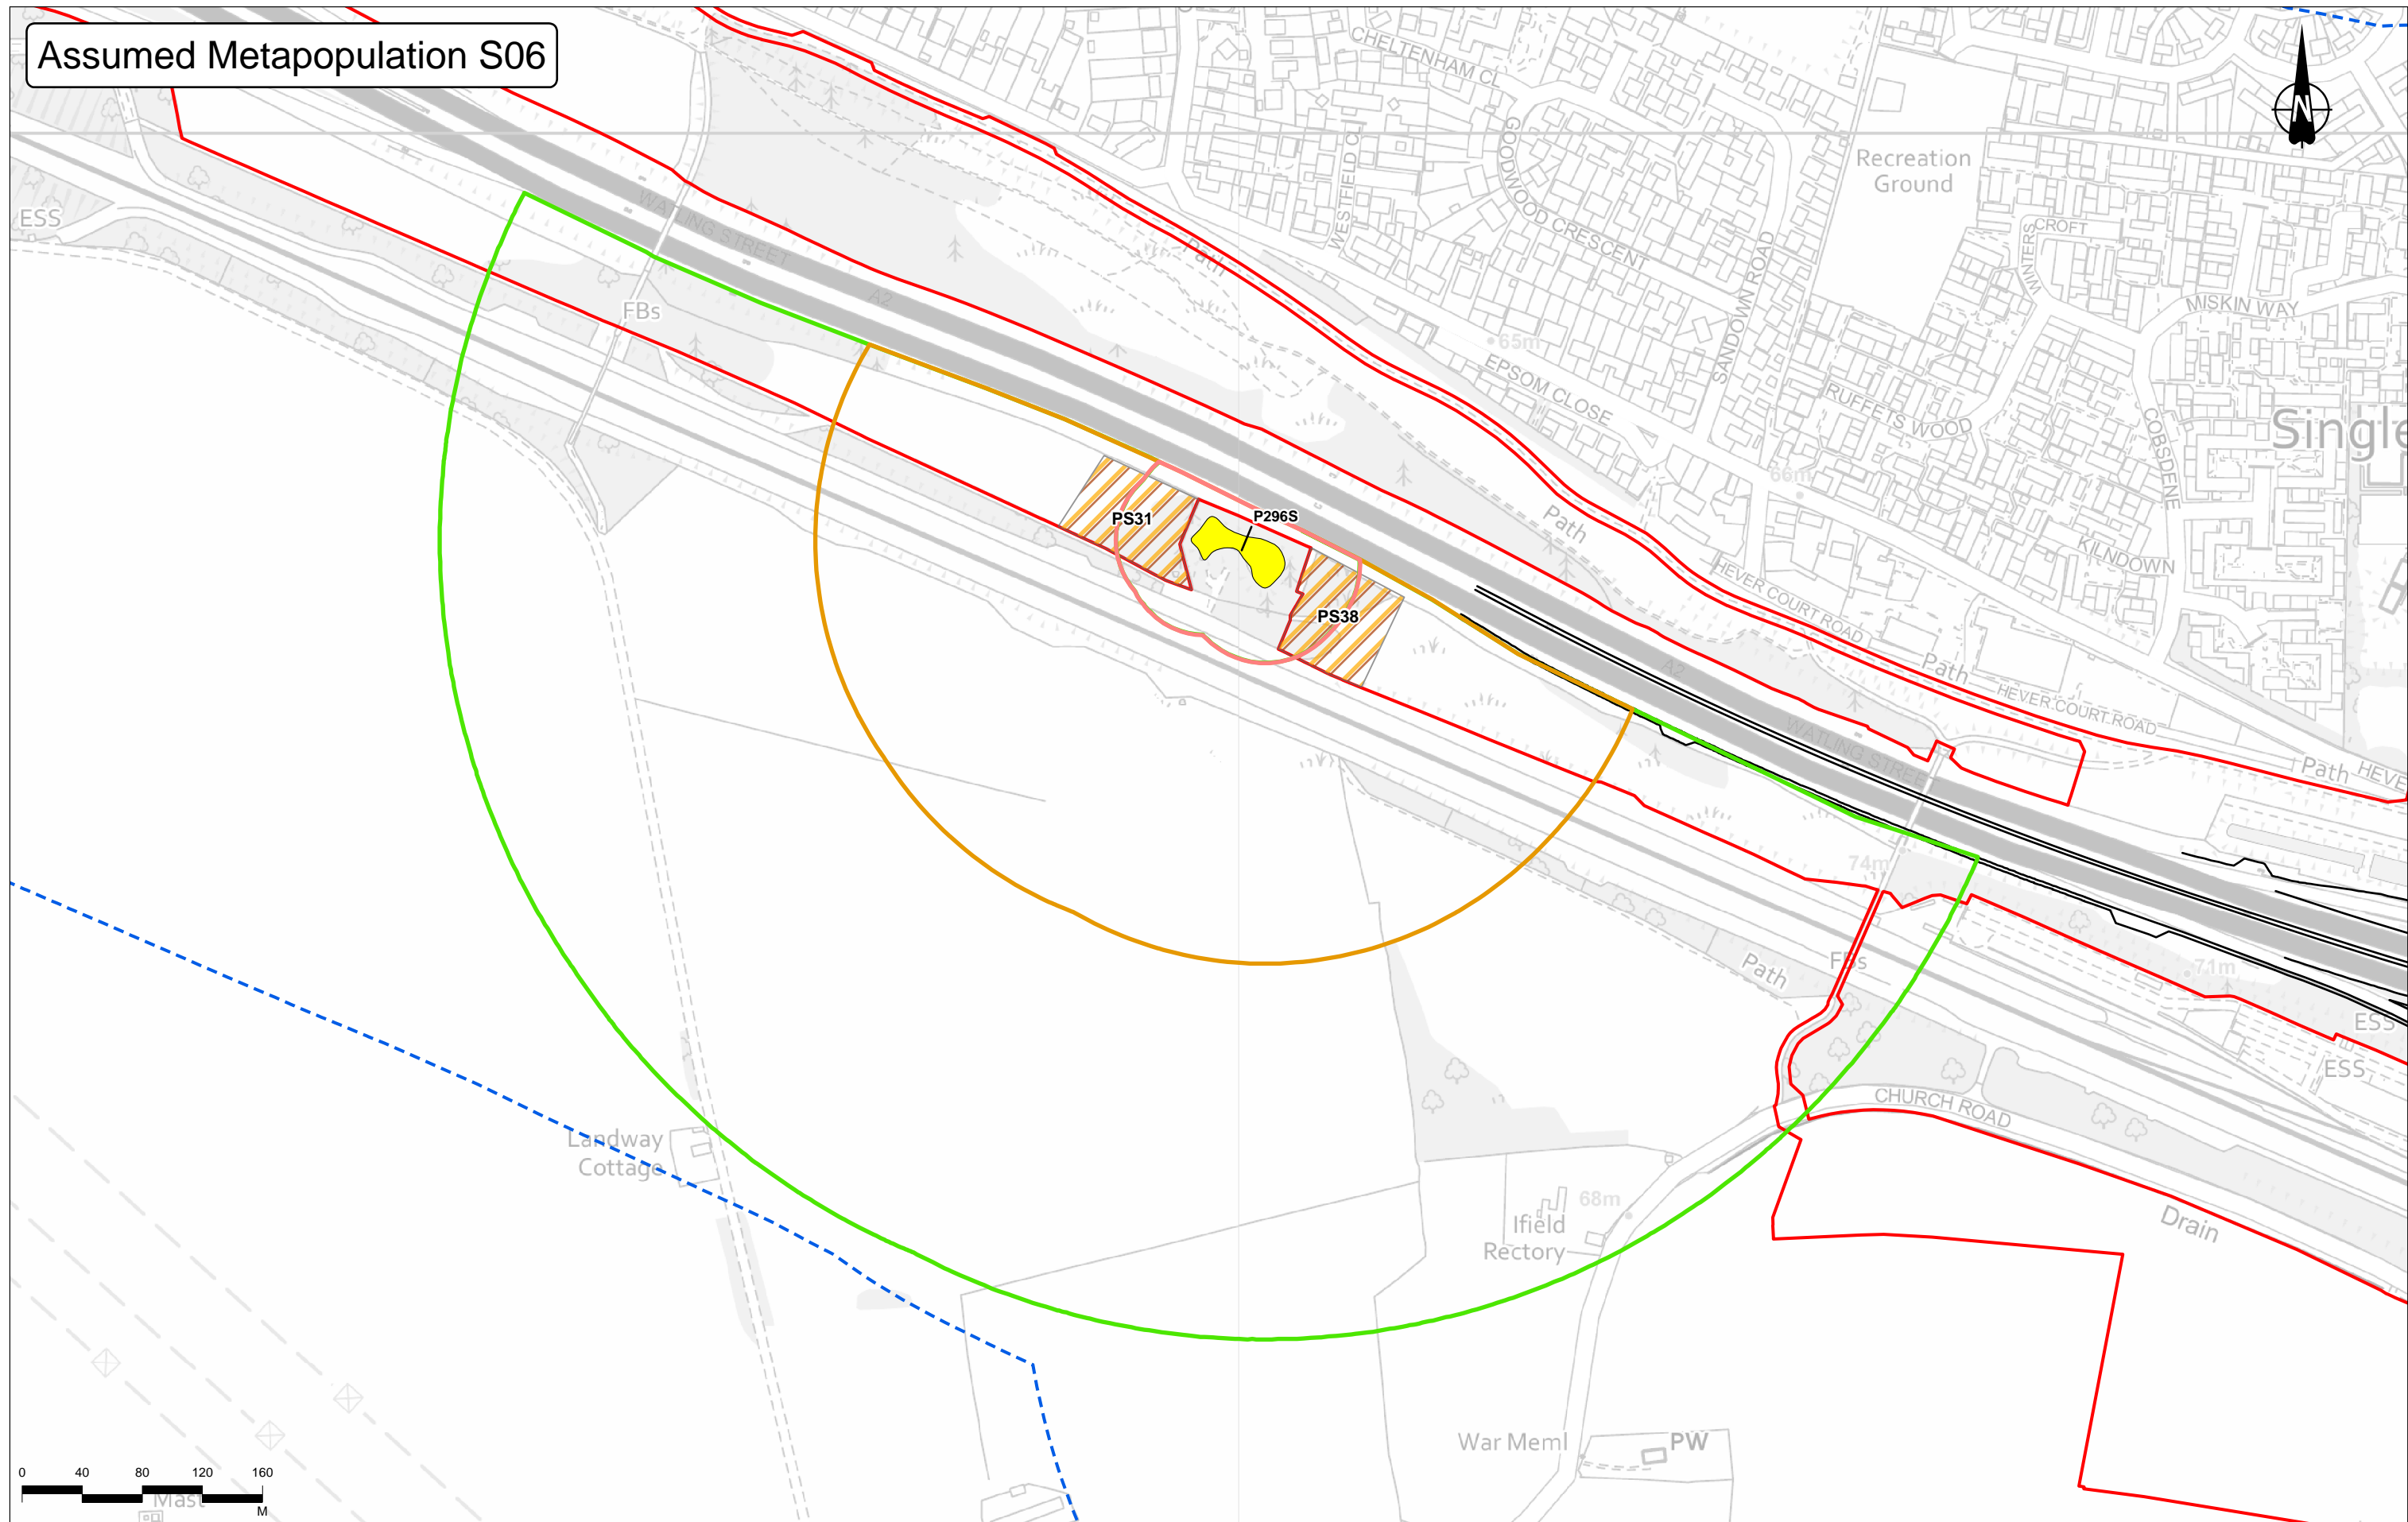 Assumed Metapopulation S06
CHELTENHAM CL
N
WESTFIELD CL
GOODWOOD CRESCENT
Recreation
Ground
ESS
WATLING STREET
Path
SANDOWN ROAD
WINTERS
CROFT
MISKIN WAY
FBs
A2
65m
EPSOM CLOSE
RUFFETS WOOD
COBSDENE
Single
66m
PS31
P296S
Path
KILNDOWN
PS38
HEVER COURT ROAD
A2
Path
HEVER COURT ROAD
WATLING STREET
Path
HEVE
74m
Path
FBs
71m
ESS
ESS
CHURCH ROAD
Landway
Cottage
68m
Ifield
Rectory
Drain
War Meml
PW
0 40 80 120 160
M
Mast